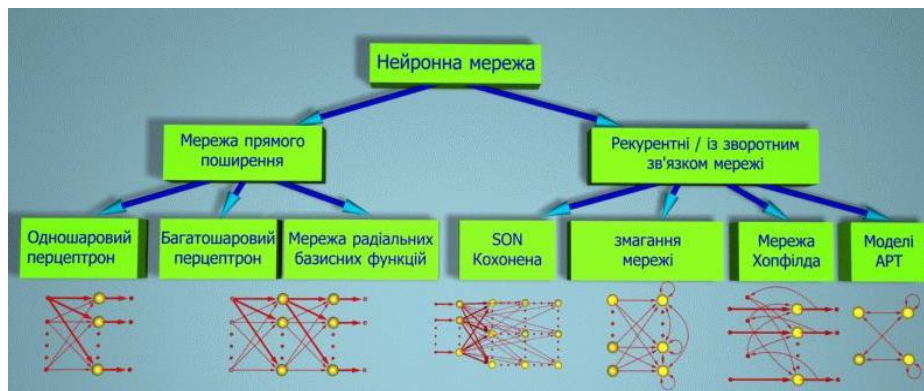 Нейронна мережа
Мережа прямого
поширення
Рекурентні / із зворотним
зв'язком мережі
Одношаровий
перцептрон
Багатошаровий
перцептрон
Мережа радіальних
базисних функцій
SON
Кохонена
змагання
мережі
Мережа
Хопфілда
Моделі
АРТ